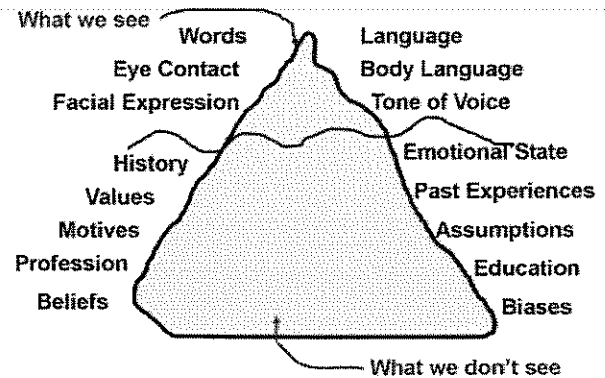 What we see
Words Language
Eye Contact Body Language
Facial Expression Tone of Voice
History Emotional State
Values Past Experiences
Motives Assumptions
Profession Education
Beliefs Biases
What we don't see